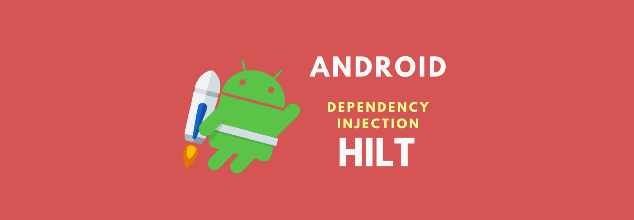 ANDROID
DEPENDENCY
INJECTION
HILT